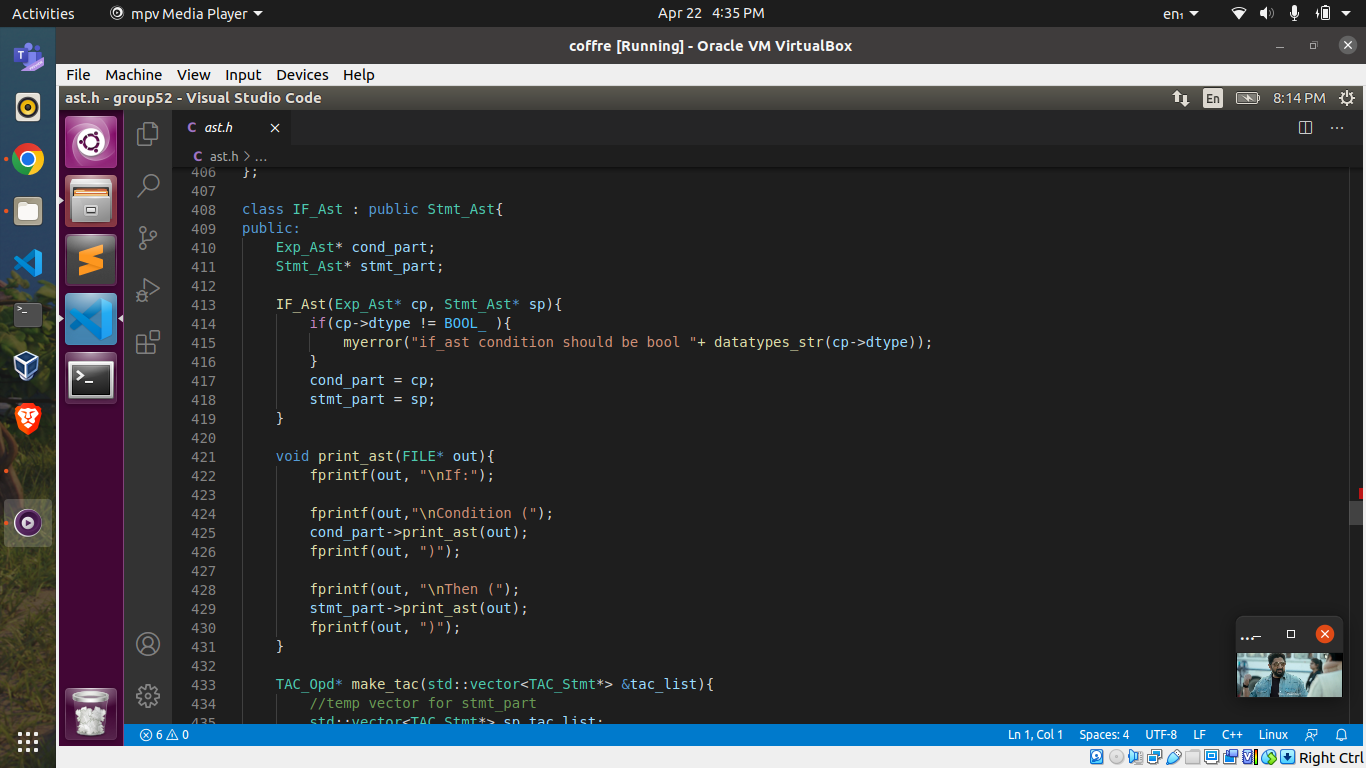 Activities mpv Media Player Apr 22 4:35 PM en₁
coffre [Running] - Oracle VM VirtualBox
File Machine View Input Devices Help
ast.h - group52 - Visual Studio Code En 8:14 PM
C ast.h
C ast.h > ...
406 };
407
408 class IF_Ast : public Stmt_Ast{
409 public:
410 Exp_Ast* cond_part;
411 Stmt_Ast* stmt_part;
412
413 IF_Ast(Exp_Ast* cp, Stmt_Ast* sp){
414 if(cp->dtype != BOOL_ ){
415 myerror("if_ast condition should be bool "+ datatypes_str(cp->dtype));
416 }
417 cond_part = cp;
418 stmt_part = sp;
419 }
420
421 void print_ast(FILE* out){
422 fprintf(out, "\nIf:");
423
424 fprintf(out,"\nCondition (");
425 cond_part->print_ast(out);
426 fprintf(out, ")");
427
428 fprintf(out, "\nThen (");
429 stmt_part->print_ast(out);
430 fprintf(out, ")");
431 }
432
433 TAC_Opd* make_tac(std::vector<TAC_Stmt*> &tac_list){
434 //temp vector for stmt_part
435 std::vector<TAC_Stmt*> sp_tac_list;
...
6 0 Ln 1, Col 1 Spaces: 4 UTF-8 LF C++ Linux
Right Ctrl